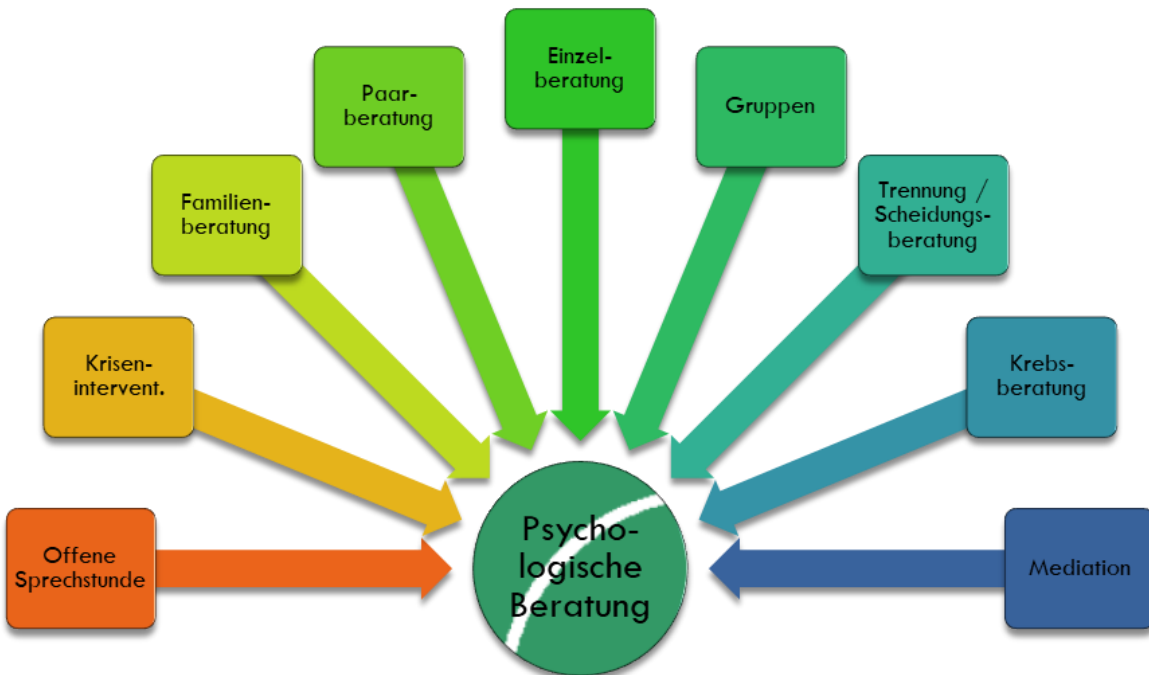 Einzel-
beratung
Paar-
beratung
Gruppen
Familien-
beratung
Trennung /
Scheidungs-
beratung
Krisen-
intervent.
Krebs-
beratung
Offene
Sprechstunde
Psycho-
logische
Beratung
Mediation